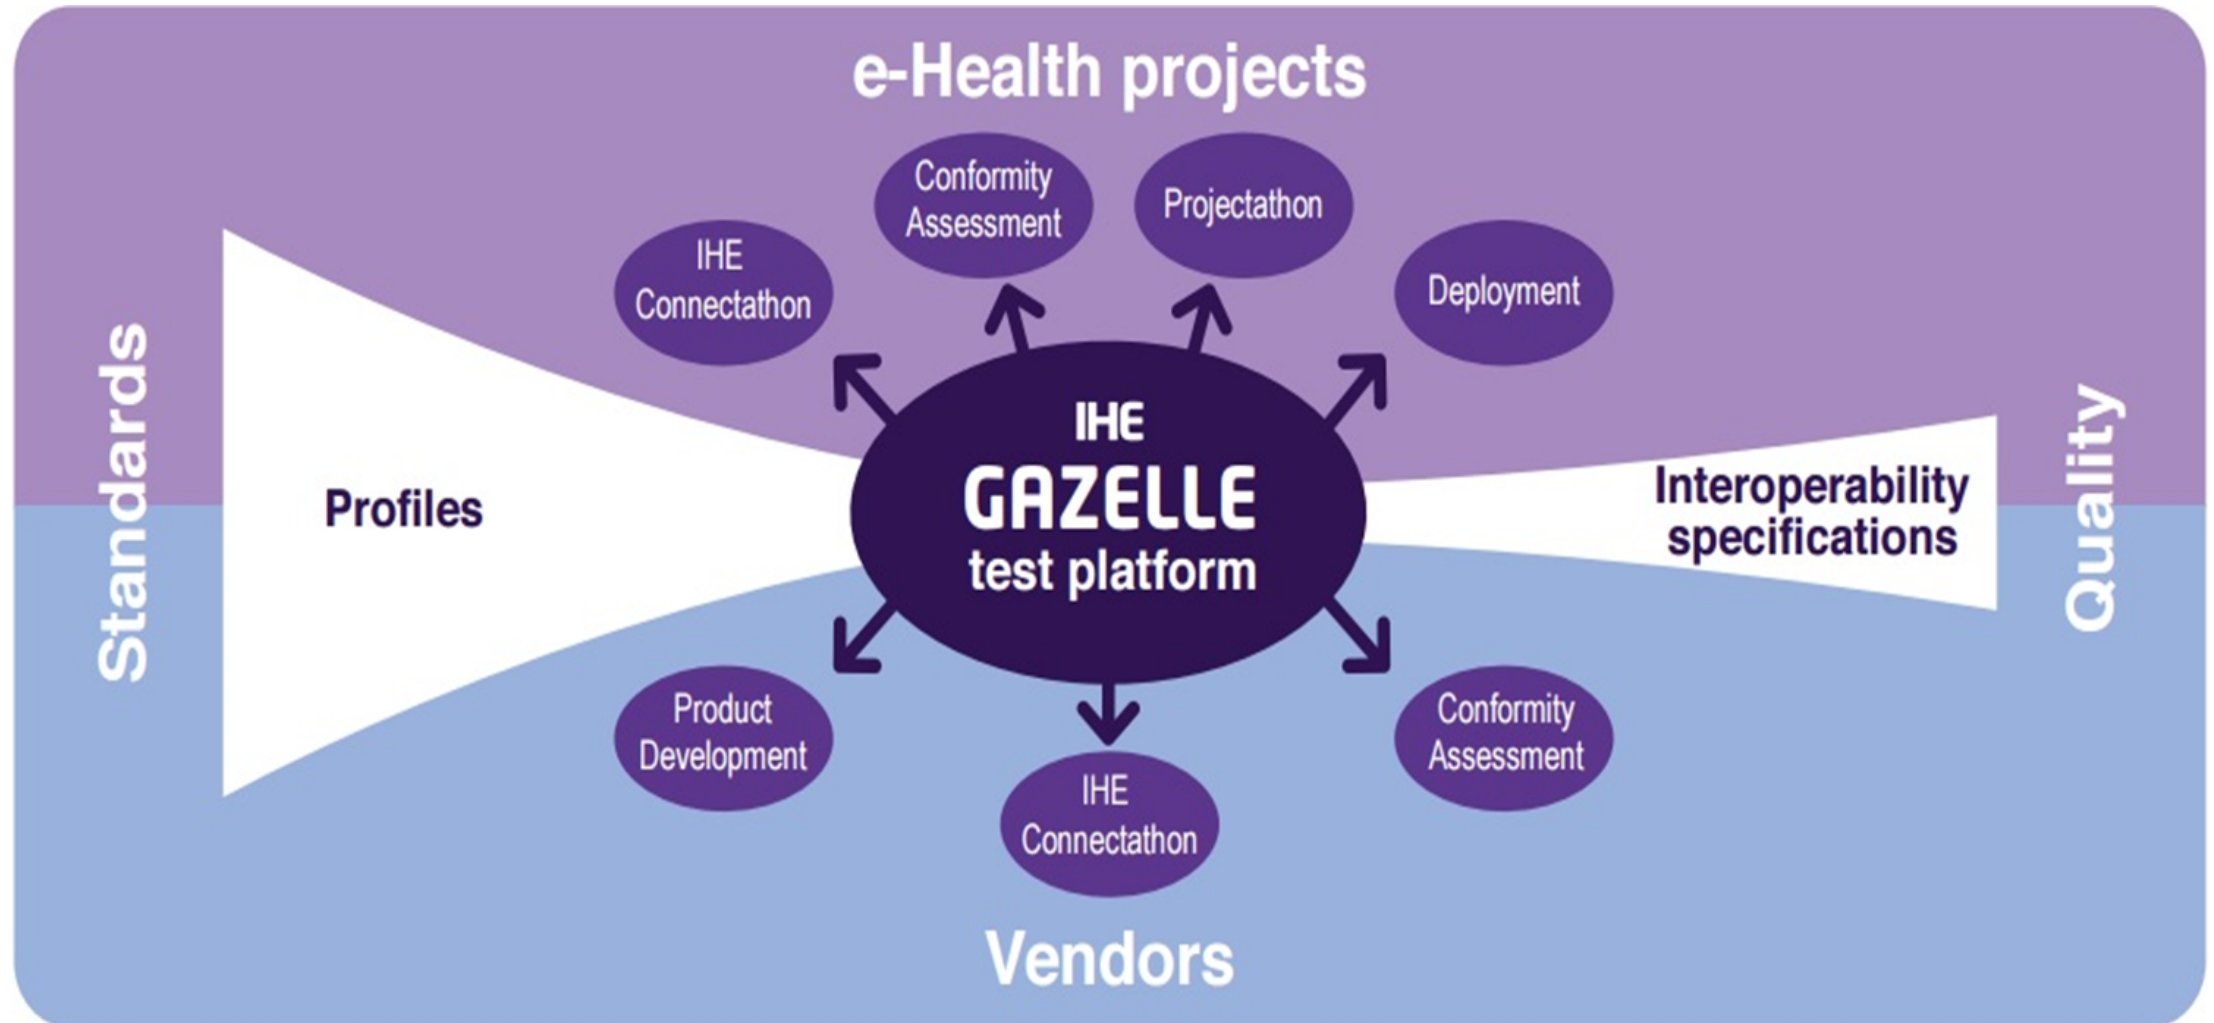 e-Health projects
Conformity
Assessment
Projectathon
IHE
Connectathon
Deployment
Standards
Profiles
IHE
GAZELLE
test platform
Interoperability
specifications
Quality
Product
Development
IHE
Connectathon
Conformity
Assessment
Vendors